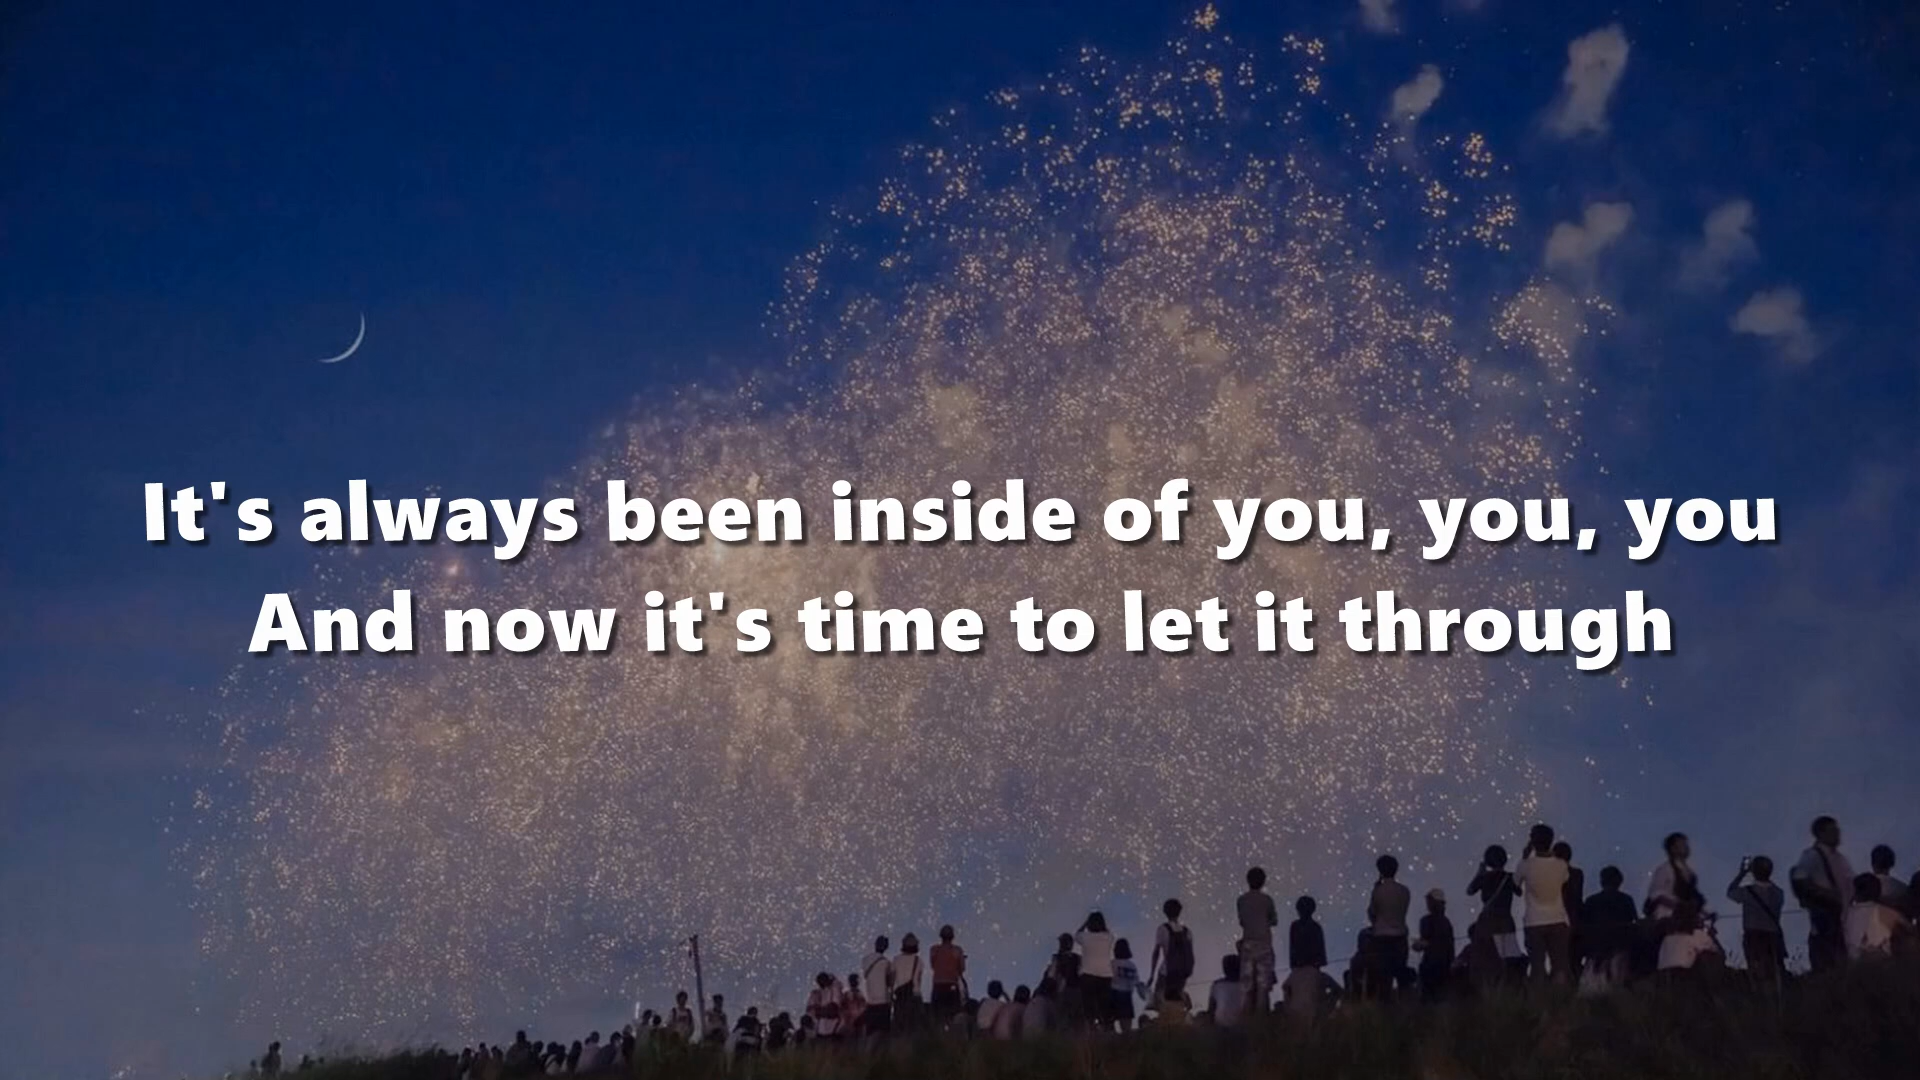 It's always been inside of you, you, you
And now it's time to let it through